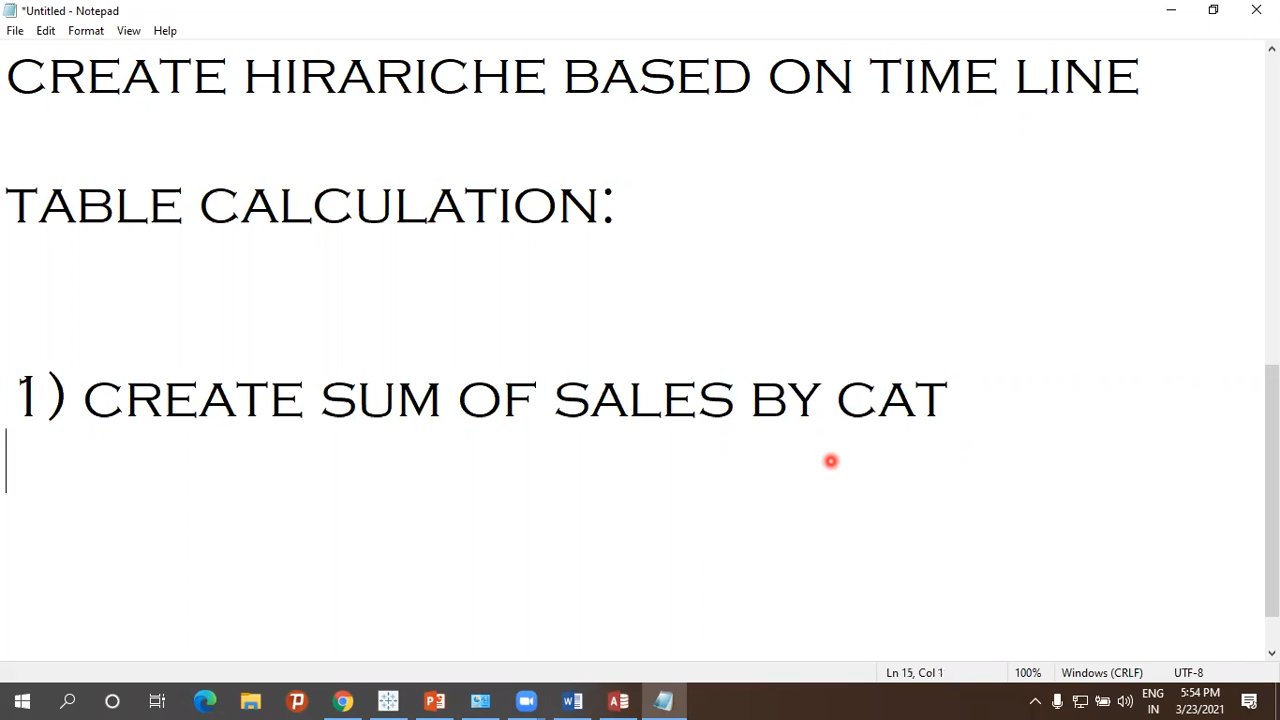 *Untitled - Notepad
File Edit Format View Help
CREATE HIRARICHE BASED ON TIME LINE
TABLE CALCULATION:
1) CREATE SUM OF SALES BY CAT
Ln 15, Col 1 100% Windows (CRLF) UTF-8
ENG 5:54 PM
IN 3/23/2021